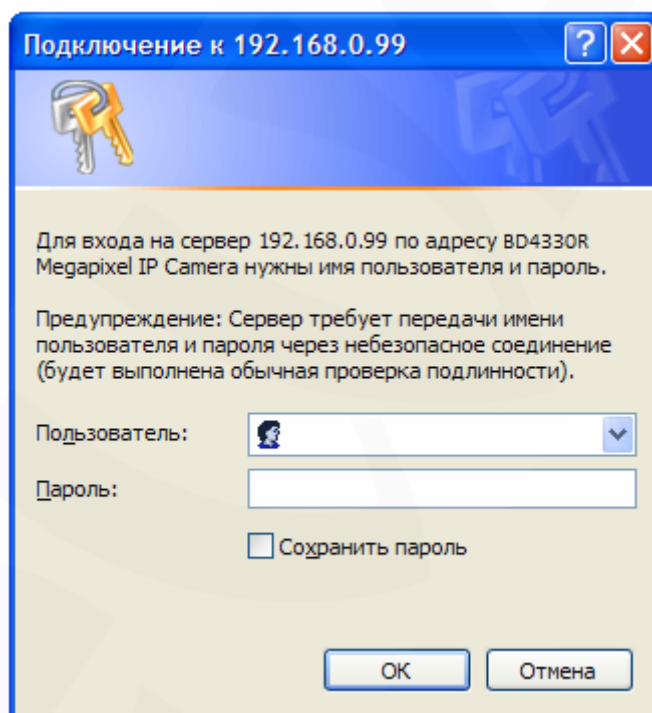 Подключение к 192.168.0.99
Для входа на сервер 192.168.0.99 по адресу BD4330R
Megapixel IP Camera нужны имя пользователя и пароль.
Предупреждение: Сервер требует передачи имени
пользователя и пароля через небезопасное соединение
(будет выполнена обычная проверка подлинности).
Пользователь:
Пароль:
Сохранить пароль
OK
Отмена